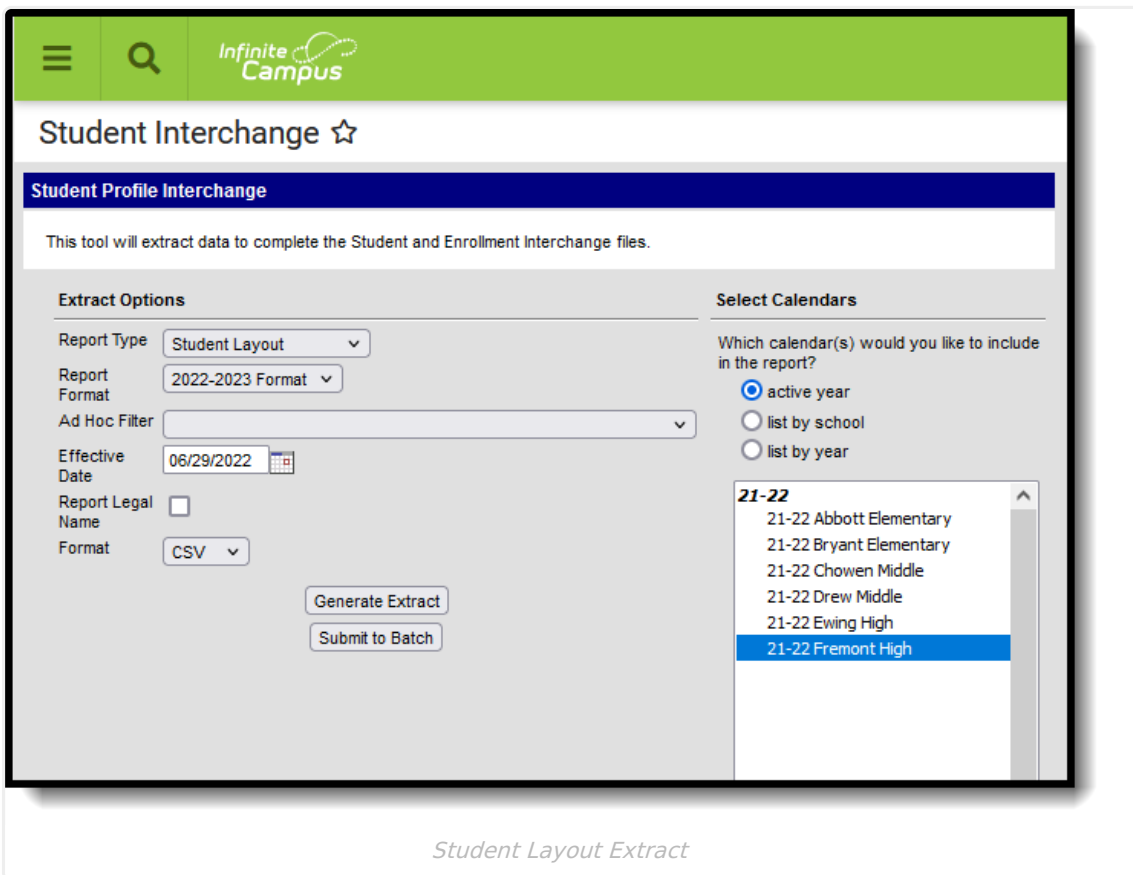 Infinite
Campus
Student Interchange
Student Profile Interchange
This tool will extract data to complete the Student and Enrollment Interchange files.
Extract Options
Report Type
Student Layout
Report
Format
2022-2023 Format
Ad Hoc Filter
Effective
Date
06/29/2022
Report Legal
Name
Format
CSV
Generate Extract
Submit to Batch
Select Calendars
Which calendar(s) would you like to include
in the report?
active year
list by school
list by year
21-22
21-22 Abbott Elementary
21-22 Bryant Elementary
21-22 Chowen Middle
21-22 Drew Middle
21-22 Ewing High
21-22 Fremont High
Student Layout Extract